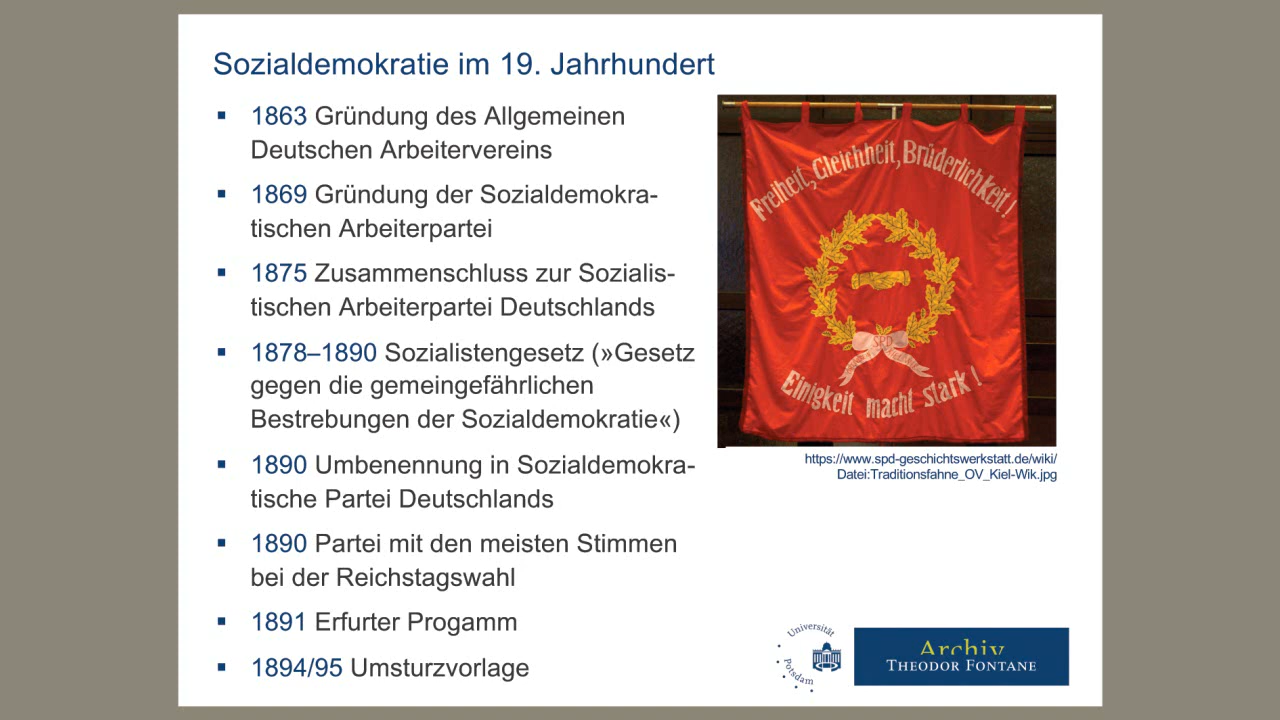 Sozialdemokratie im 19. Jahrhundert
▪ 1863 Gründung des Allgemeinen
Deutschen Arbeitervereins
▪ 1869 Gründung der Sozialdemokra-
tischen Arbeiterpartei
▪ 1875 Zusammenschluss zur Sozialis-
tischen Arbeiterpartei Deutschlands
▪ 1878–1890 Sozialistengesetz (»Gesetz
gegen die gemeingefährlichen
Bestrebungen der Sozialdemokratie«)
▪ 1890 Umbenennung in Sozialdemokra-
tische Partei Deutschlands
▪ 1890 Partei mit den meisten Stimmen
bei der Reichstagswahl
▪ 1891 Erfurter Progamm
▪ 1894/95 Umsturzvorlage
Freiheit, Gleichheit, Brüderlichkeit!
SPD
Einigkeit macht stark!
https://www.spd-geschichtswerkstatt.de/wiki/
Datei:Traditionsfahne_OV_Kiel-Wik.jpg
Universität
Potsdam
Archiv
THEODOR FONTANE